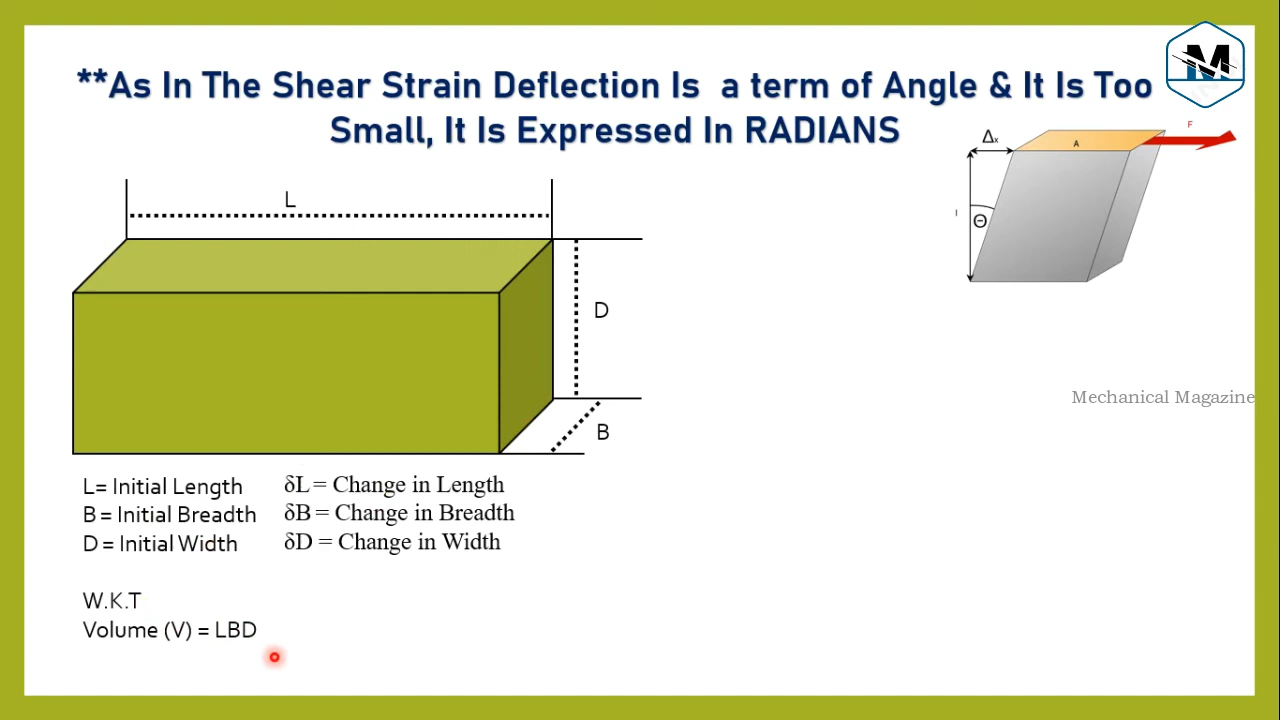 **As In The Shear Strain Deflection Is a term of Angle & It Is Too
Small, It Is Expressed In RADIANS
M
Δx
A
F
l
Θ
L
D
B
Mechanical Magazine
L= Initial Length
B = Initial Breadth
D = Initial Width
δL = Change in Length
δB = Change in Breadth
δD = Change in Width
W.K.T
Volume (V) = LBD